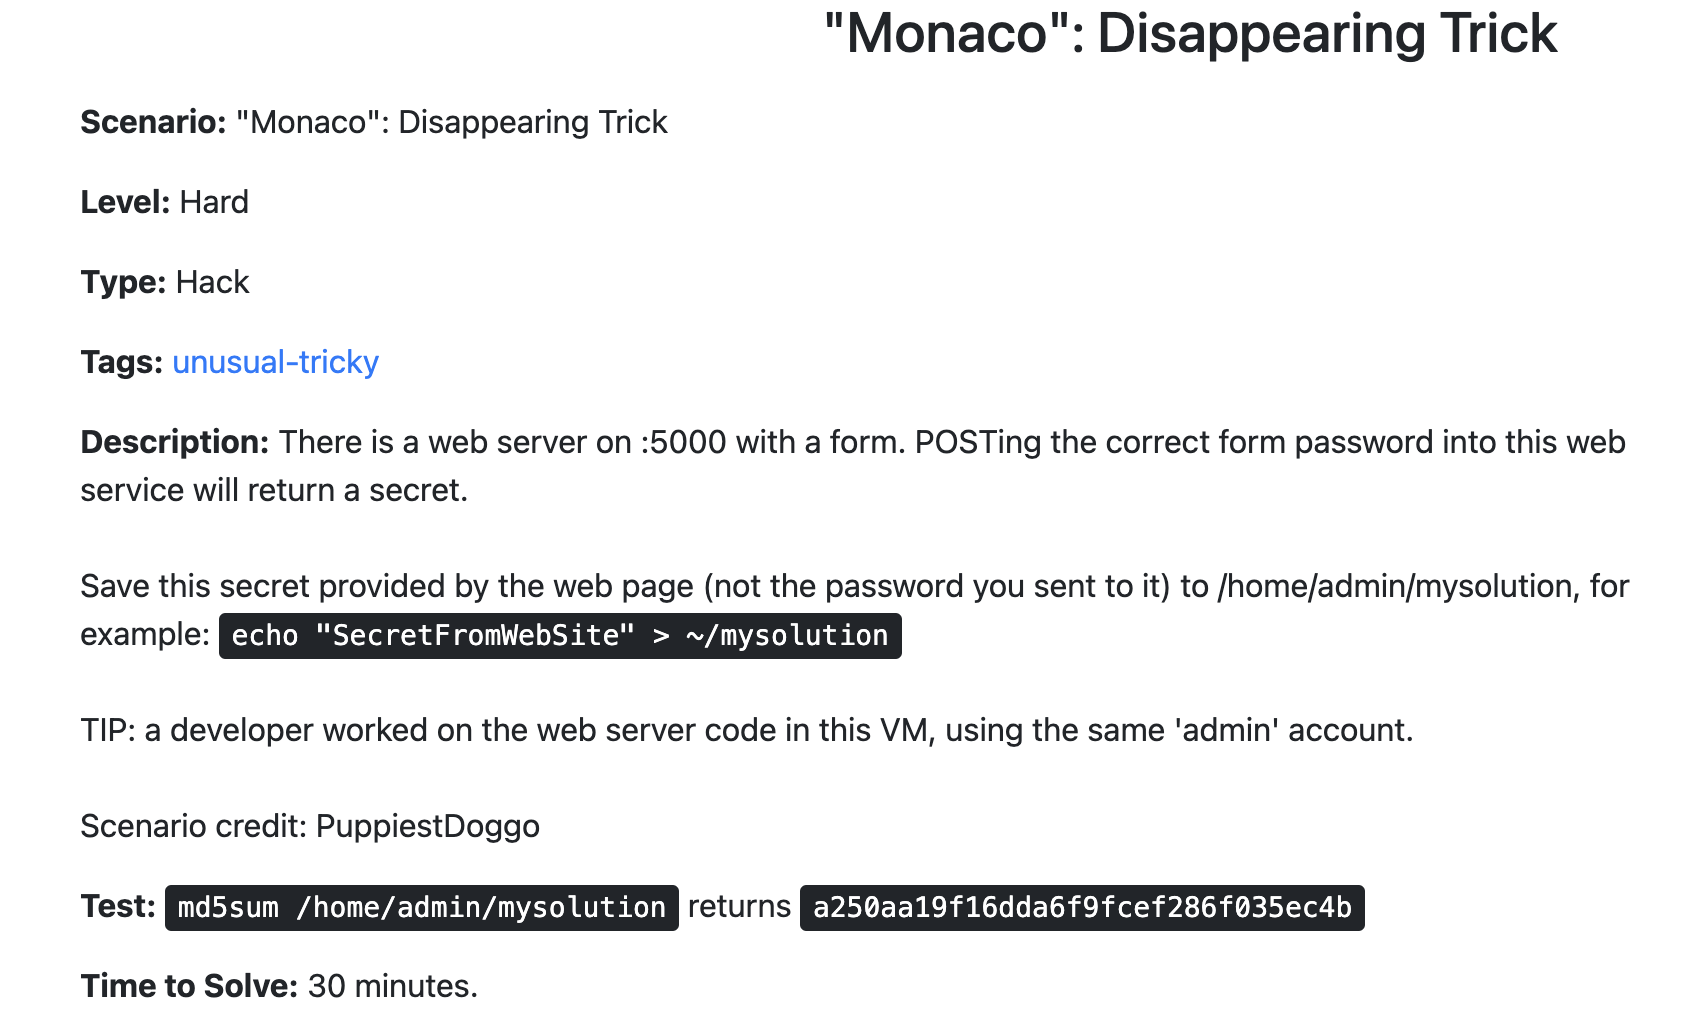 "Monaco": Disappearing Trick
Scenario: "Monaco": Disappearing Trick
Level: Hard
Type: Hack
Tags: unusual-tricky
Description: There is a web server on :5000 with a form. POSTing the correct form password into this web
service will return a secret.
Save this secret provided by the web page (not the password you sent to it) to /home/admin/mysolution, for
example: echo "SecretFromWebSite" > ~/mysolution
TIP: a developer worked on the web server code in this VM, using the same 'admin' account.
Scenario credit: PuppiestDoggo
Test: md5sum /home/admin/mysolution returns a250aa19f16dda6f9fcef286f035ec4b
Time to Solve: 30 minutes.